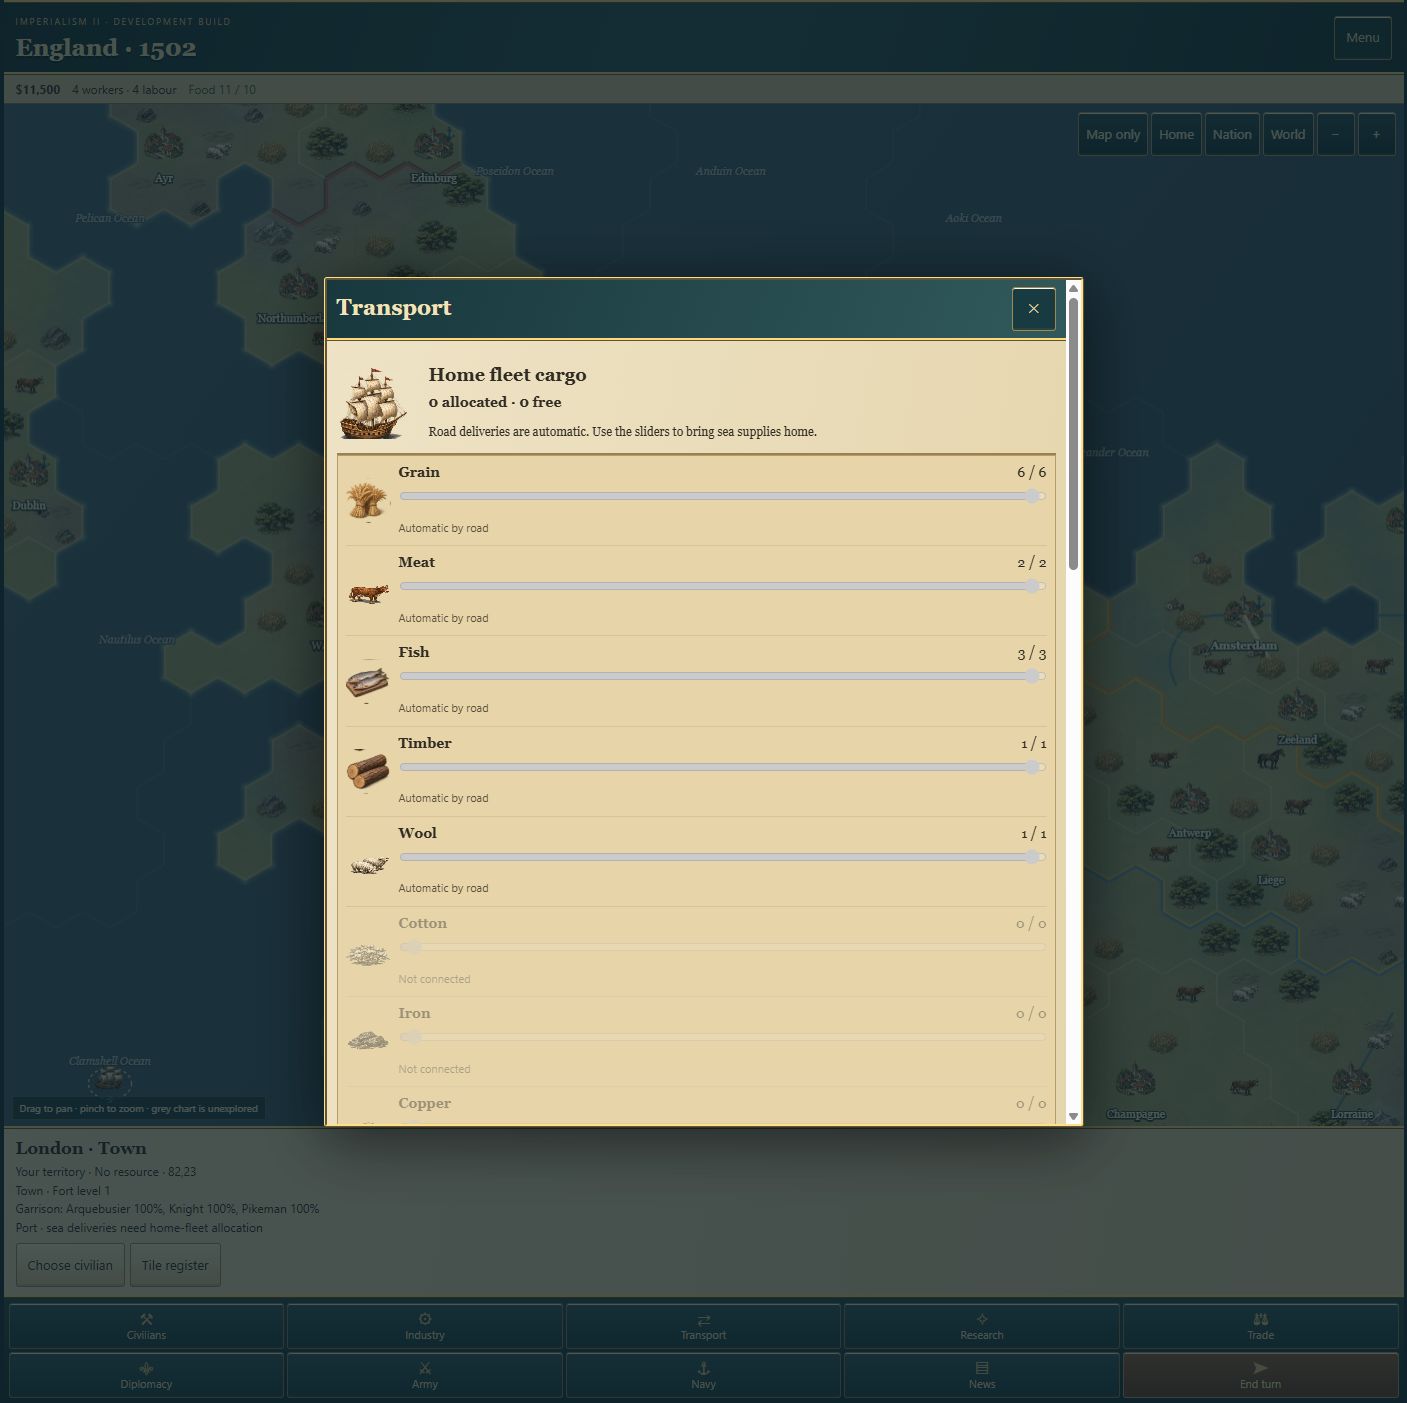 IMPERIALISM II · DEVELOPMENT BUILD
England · 1502
Menu
$11,500 4 workers · 4 labour Food 11 / 10
Map only Home Nation World − +
Ayr
Edinburg
Poseidon Ocean
Anduin Ocean
Pelican Ocean
Aoki Ocean
Transport
×
Home fleet cargo
0 allocated · 0 free
Road deliveries are automatic. Use the sliders to bring sea supplies home.
Grain 6 / 6
Automatic by road
Meat 2 / 2
Automatic by road
Fish 3 / 3
Automatic by road
Timber 1 / 1
Automatic by road
Wool 1 / 1
Automatic by road
Cotton 0 / 0
Not connected
Iron 0 / 0
Not connected
Copper 0 / 0
Dublin
Nautilus Ocean
Clamshell Ocean
Ocean
Amsterdam
Zeeland
Antwerp
Liège
Champagne
Lorraine
Drag to pan · pinch to zoom · grey chart is unexplored
London · Town
Your territory · No resource · 82,23
Town · Fort level 1
Garrison: Arquebusier 100%, Knight 100%, Pikeman 100%
Port · sea deliveries need home-fleet allocation
Choose civilian Tile register
Civilians Industry Transport Research Trade
Diplomacy Army Navy News End turn